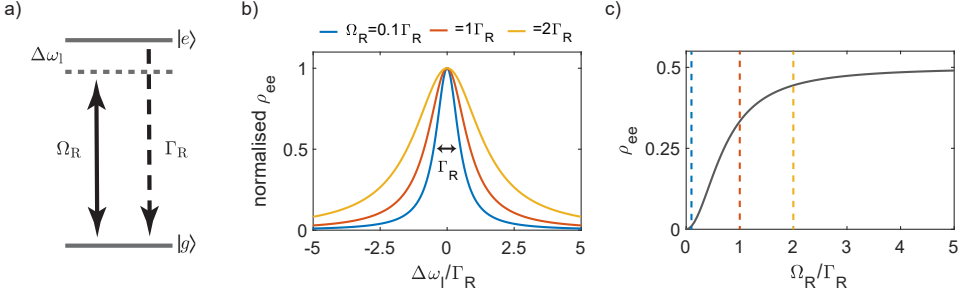 a)
|e⟩
Δω_l
Ω_R
Γ_R
|g⟩
b)
Ω_R=0.1Γ_R =1Γ_R =2Γ_R
normalised ρ_ee
1
0.5
0
Γ_R
-5 -2.5 0 2.5 5
Δω_l/Γ_R
c)
ρ_ee
0.5
0.25
0
0 1 2 3 4 5
Ω_R/Γ_R